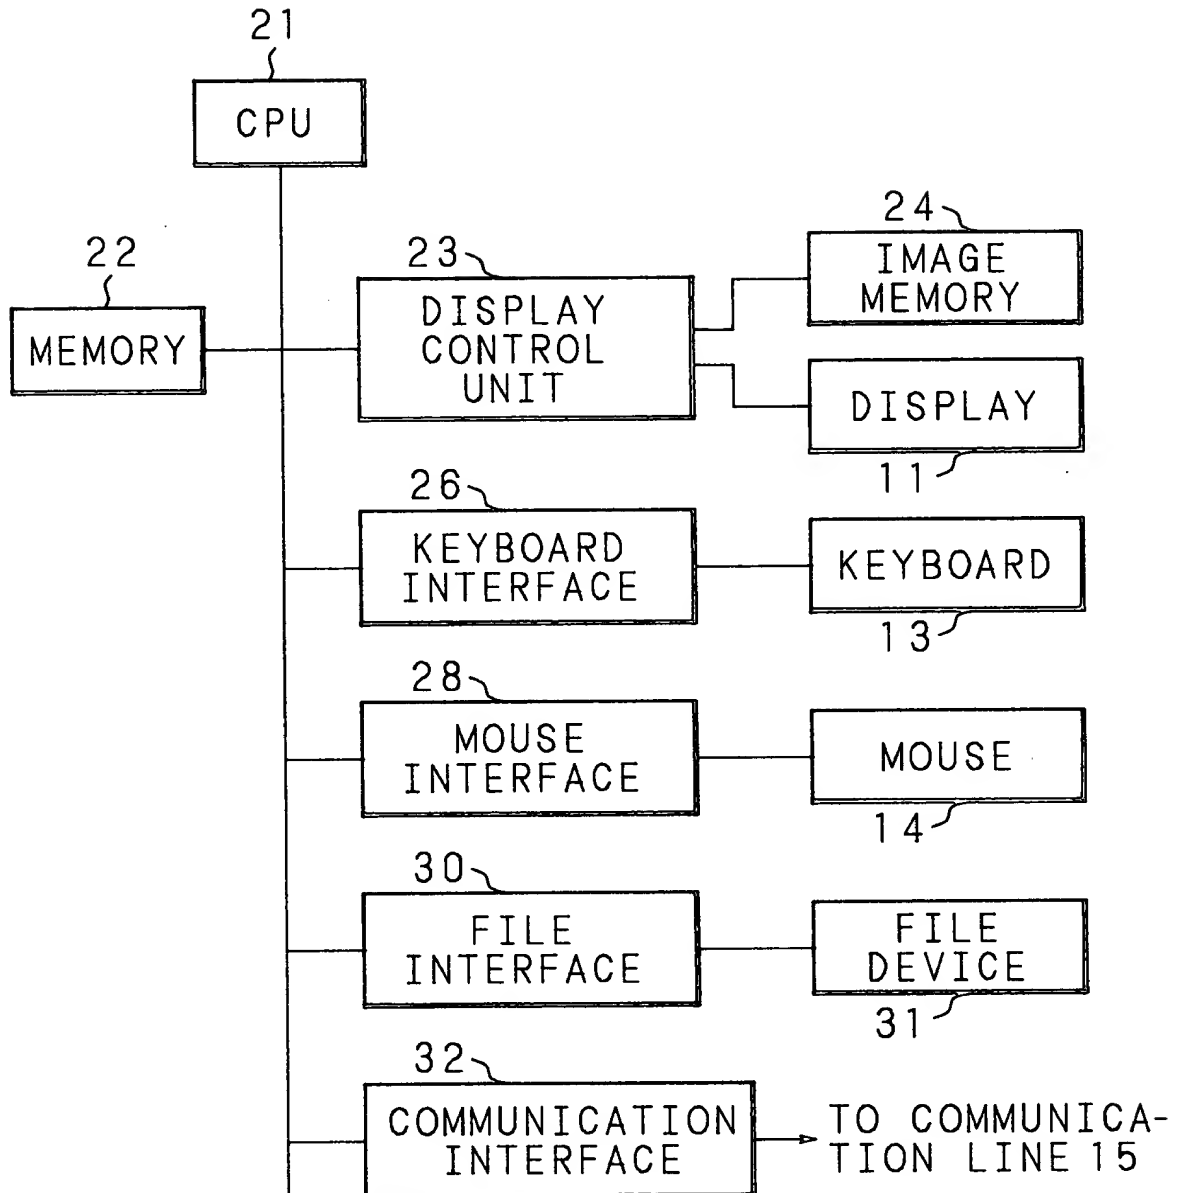 21
CPU
22
MEMORY
23
DISPLAY
CONTROL
UNIT
24
IMAGE
MEMORY
DISPLAY
11
26
KEYBOARD
INTERFACE
KEYBOARD
13
28
MOUSE
INTERFACE
MOUSE
14
30
FILE
INTERFACE
FILE
DEVICE
31
32
COMMUNICATION
INTERFACE
TO COMMUNICA-
TION LINE 15